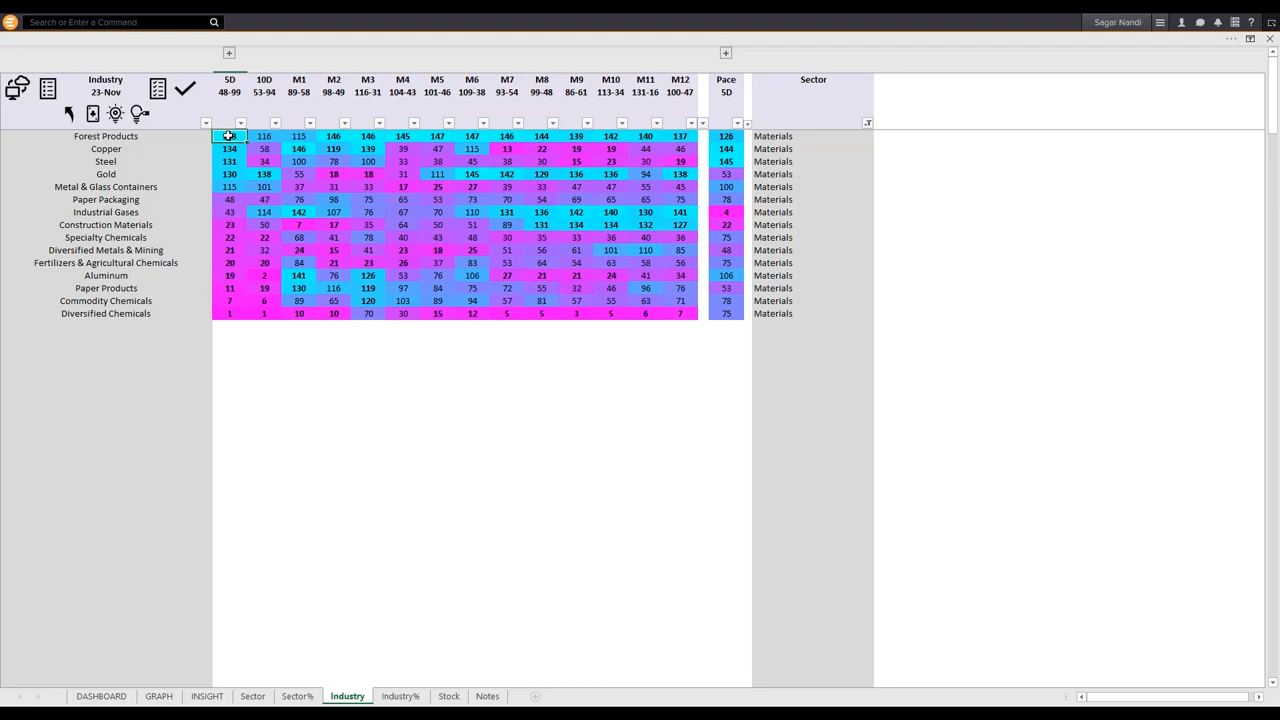 Search or Enter a Command Sagar Nandi ?
Industry 5D 10D M1 M2 M3 M4 M5 M6 M7 M8 M9 M10 M11 M12 Pace Sector
23-Nov 48-99 53-94 89-58 98-49 116-31 104-43 101-46 109-38 93-54 99-48 86-61 113-34 131-16 100-47 5D
Forest Products 116 115 146 146 145 147 147 146 144 139 142 140 137 126 Materials
Copper 134 58 146 119 139 39 47 115 13 22 19 19 44 46 144 Materials
Steel 131 34 100 78 100 33 38 45 38 30 15 23 30 19 145 Materials
Gold 130 138 55 18 18 31 111 145 142 129 136 136 94 138 53 Materials
Metal & Glass Containers 115 101 37 31 33 17 25 27 39 33 47 47 55 45 100 Materials
Paper Packaging 48 47 76 98 75 65 53 73 70 54 69 65 65 75 78 Materials
Industrial Gases 43 114 142 107 76 67 70 110 131 136 142 140 130 141 4 Materials
Construction Materials 23 50 7 17 35 64 50 51 89 131 134 134 132 127 22 Materials
Specialty Chemicals 22 22 68 41 78 40 43 48 30 35 33 36 40 36 75 Materials
Diversified Metals & Mining 21 32 24 15 41 23 18 25 51 56 61 101 110 85 48 Materials
Fertilizers & Agricultural Chemicals 20 20 84 21 23 26 37 83 53 64 54 63 58 56 75 Materials
Aluminum 19 2 141 76 126 53 76 106 27 21 21 24 41 34 106 Materials
Paper Products 11 19 130 116 119 97 84 75 72 55 32 46 96 76 53 Materials
Commodity Chemicals 7 6 89 65 120 103 89 94 57 81 57 55 63 71 78 Materials
Diversified Chemicals 1 1 10 10 70 30 15 12 5 5 3 5 6 7 75 Materials
DASHBOARD GRAPH INSIGHT Sector Sector% Industry Industry% Stock Notes